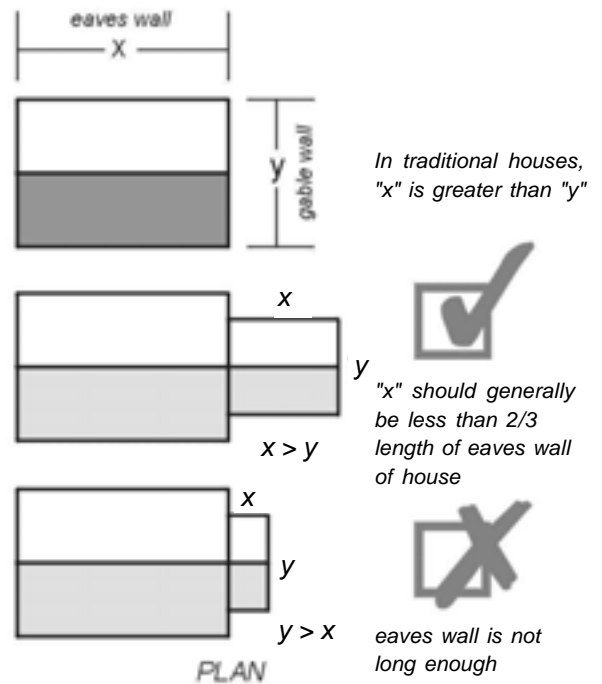 eaves wall
x
y
gable wall
In traditional houses,
"x" is greater than "y"
x
y
x > y
"x" should generally
be less than 2/3
length of eaves wall
of house
x
y
y > x
eaves wall is not
long enough
PLAN